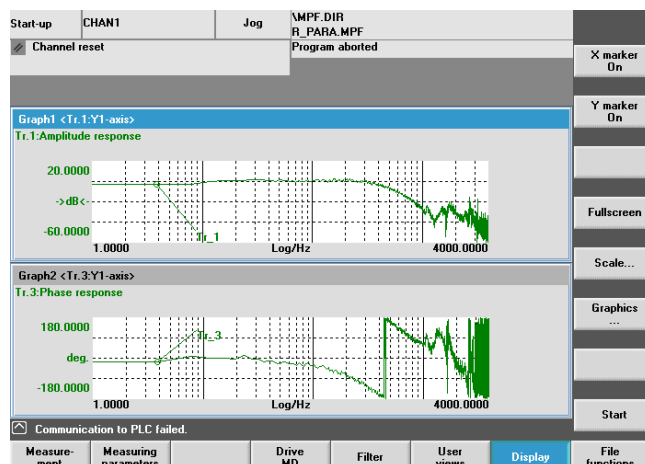 Start-up CHAN1 Jog \MPF.DIR
R_PARA.MPF
Channel reset Program aborted
X marker
On
Graph1 <Tr.1:Y1-axis>
Tr.1:Amplitude response
20.0000
->dB<-
-60.0000
Tr_1
1.0000 Log/Hz 4000.0000
Y marker
On
Fullscreen
Scale...
Graph2 <Tr.3:Y1-axis>
Tr.3:Phase response
180.0000
Tr_3
deg.
-180.0000
1.0000 Log/Hz 4000.0000
Graphics
...
Start
Communication to PLC failed.
Measure-
ment
Measuring
parameters
Drive
MD
Filter
User
views
Display
File
functions